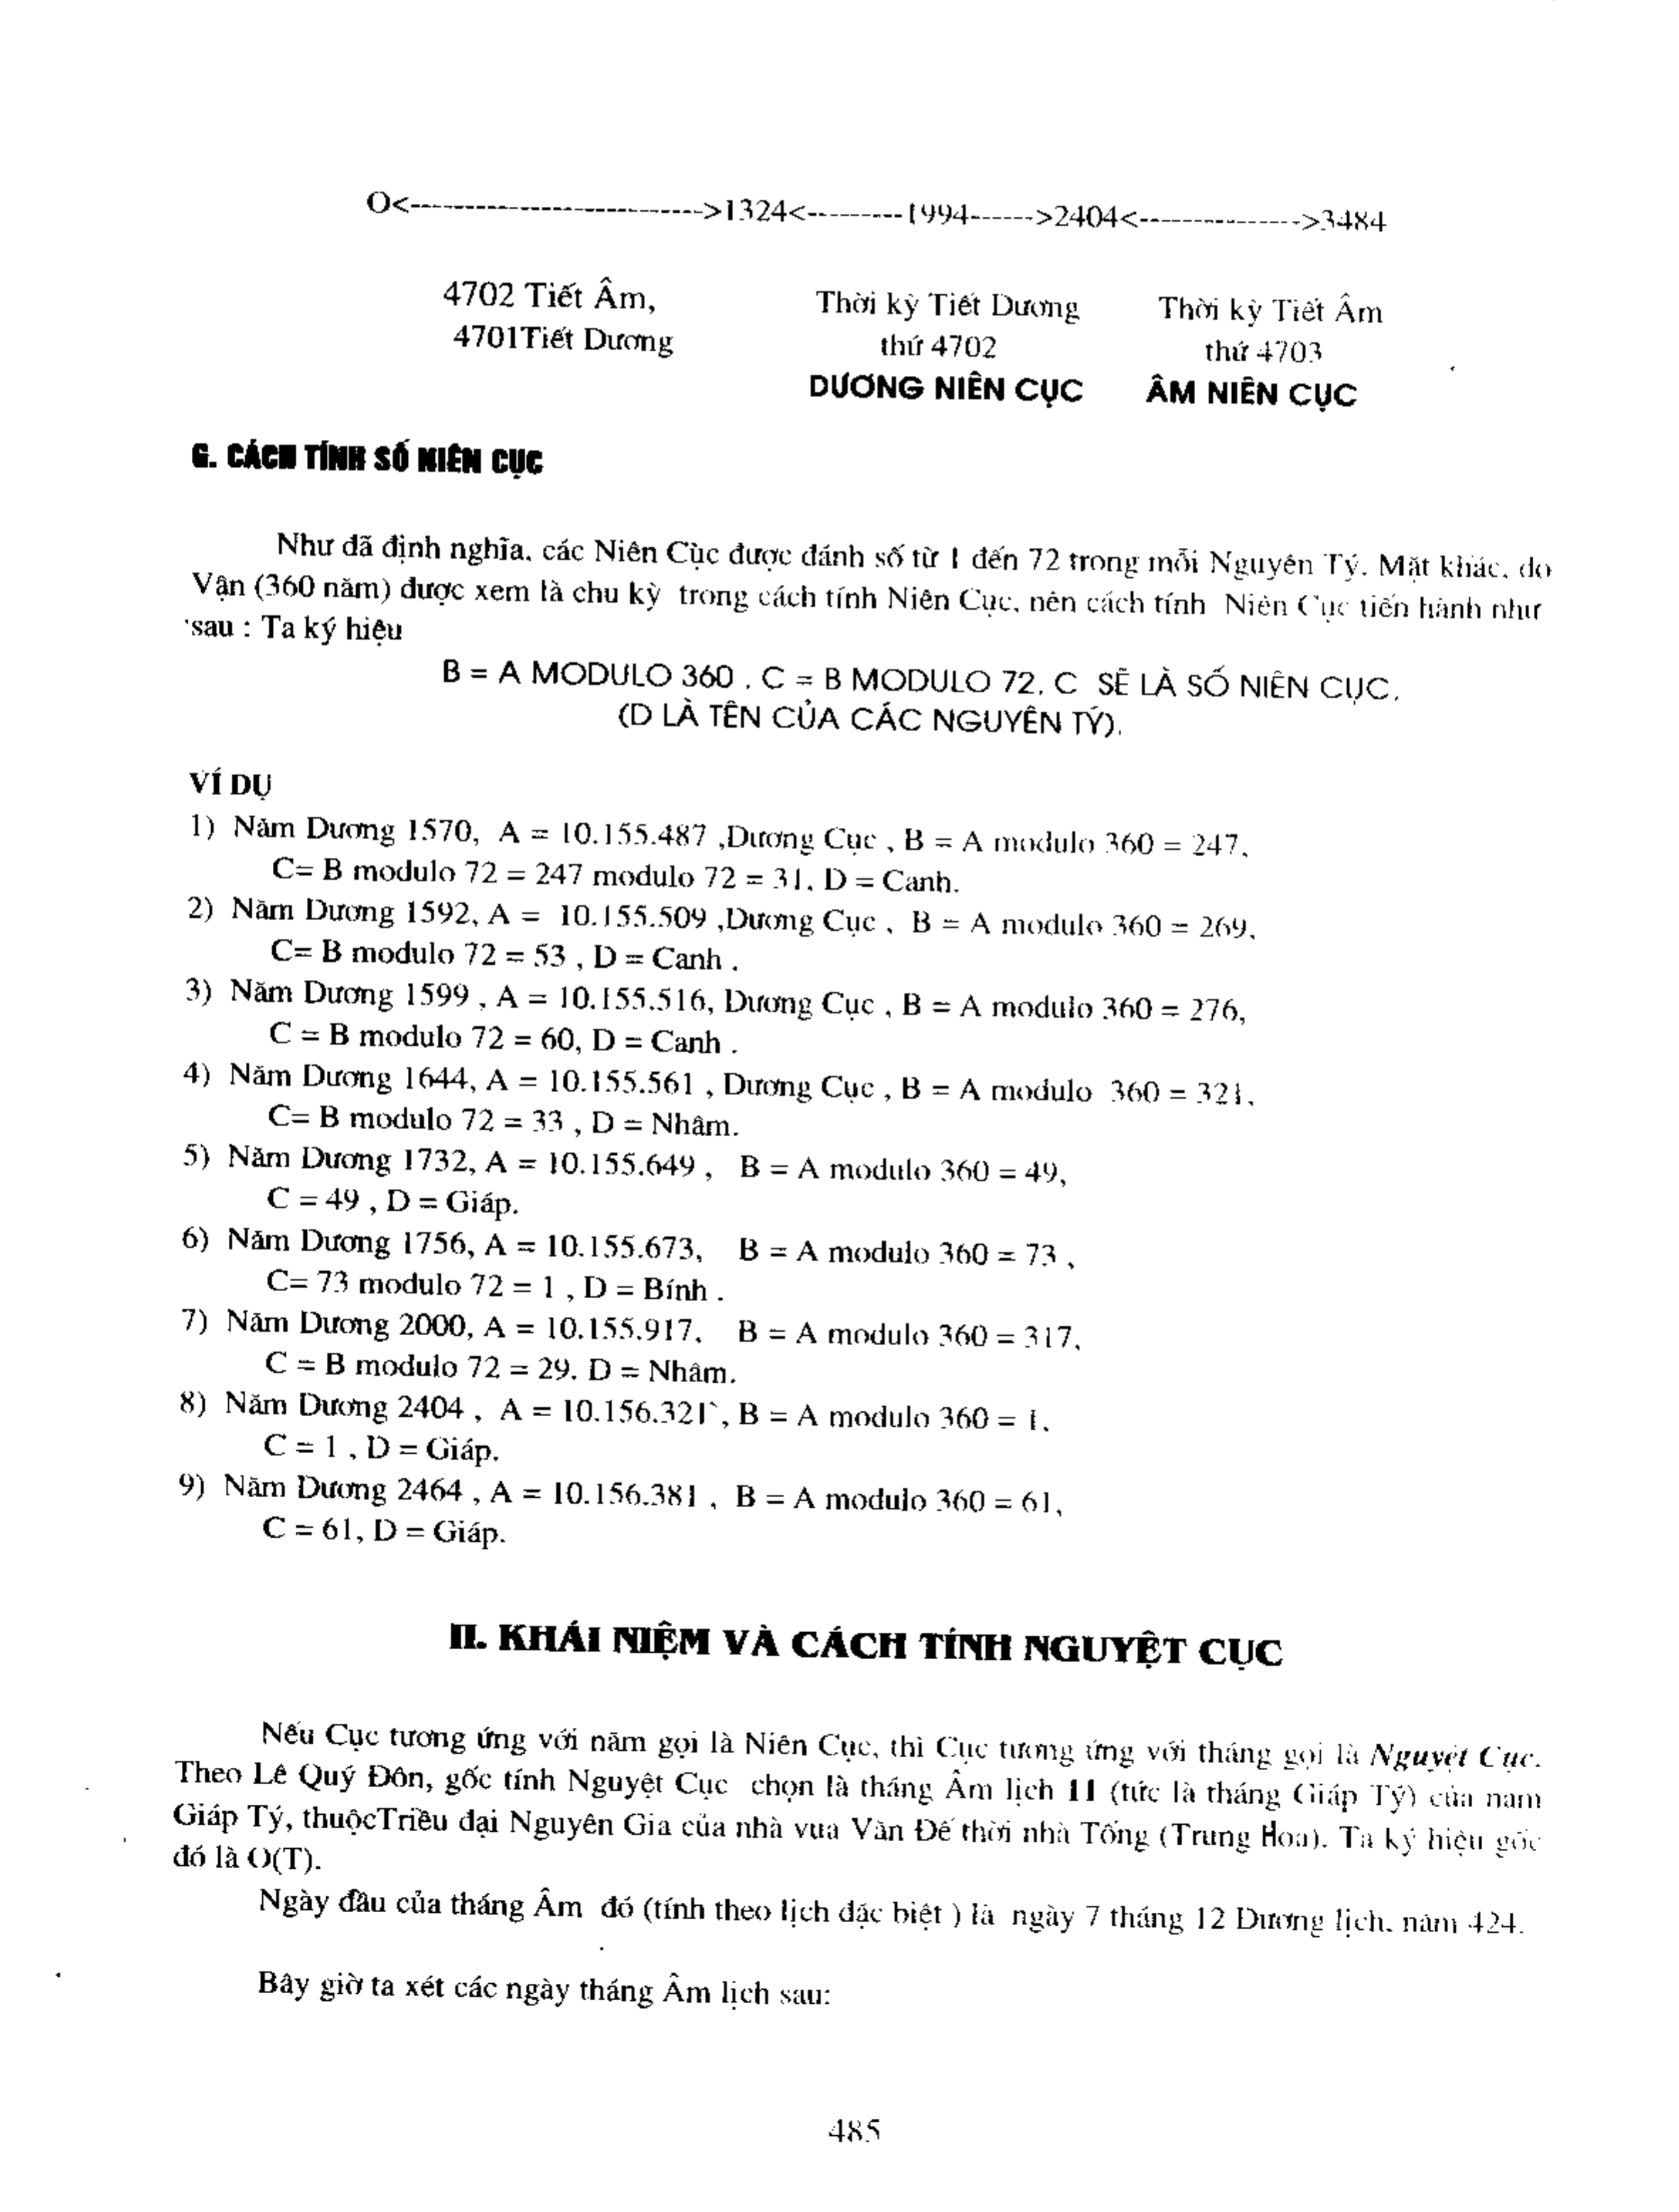 O<--------------------------->1324<---------1994------>2404<--------------->3484
4702 Tiết Âm, Thời kỳ Tiết Dương Thời kỳ Tiết Âm
4701Tiết Dương thứ 4702 thứ 4703
DƯƠNG NIÊN CỤC ÂM NIÊN CỤC
G. CÁCH TÍNH SỐ NIÊN CỤC
Như đã định nghĩa, các Niên Cục được đánh số từ 1 đến 72 trong mỗi Nguyên Tý. Mặt khác, do
Vận (360 năm) được xem là chu kỳ trong cách tính Niên Cục, nên cách tính Niên Cục tiến hành như
sau : Ta ký hiệu
B = A MODULO 360 , C = B MODULO 72, C SẼ LÀ SỐ NIÊN CỤC,
(D LÀ TÊN CỦA CÁC NGUYÊN TÝ).
VÍ DỤ
1) Năm Dương 1570, A = 10.155.487 ,Dương Cục , B = A modulo 360 = 247,
C= B modulo 72 = 247 modulo 72 = 31, D = Canh.
2) Năm Dương 1592, A = 10.155.509 ,Dương Cục , B = A modulo 360 = 269,
C= B modulo 72 = 53 , D = Canh .
3) Năm Dương 1599 , A = 10.155.516, Dương Cục , B = A modulo 360 = 276,
C = B modulo 72 = 60, D = Canh .
4) Năm Dương 1644, A = 10.155.561 , Dương Cục , B = A modulo 360 = 321,
C= B modulo 72 = 33 , D = Nhâm.
5) Năm Dương 1732, A = 10.155.649 , B = A modulo 360 = 49,
C = 49 , D = Giáp.
6) Năm Dương 1756, A = 10.155.673, B = A modulo 360 = 73 ,
C= 73 modulo 72 = 1 , D = Bính .
7) Năm Dương 2000, A = 10.155.917, B = A modulo 360 = 317,
C = B modulo 72 = 29. D = Nhâm.
8) Năm Dương 2404 , A = 10.156.321 , B = A modulo 360 = 1,
C = 1 , D = Giáp.
9) Năm Dương 2464 , A = 10.156.381 , B = A modulo 360 = 61,
C = 61, D = Giáp.
II. KHÁI NIỆM VÀ CÁCH TÍNH NGUYỆT CỤC
Nếu Cục tương ứng với năm gọi là Niên Cục, thì Cục tương ứng với tháng gọi là Nguyệt Cục.
Theo Lê Quý Đôn, gốc tính Nguyệt Cục chọn là tháng Âm lịch 11 (tức là tháng Giáp Tý) của năm
Giáp Tý, thuộcTriều đại Nguyên Gia của nhà vua Văn Đế thời nhà Tống (Trung Hoa). Ta ký hiệu gốc
đó là O(T).
Ngày đầu của tháng Âm đó (tính theo lịch đặc biệt ) là ngày 7 tháng 12 Dương lịch, năm 424.
Bây giờ ta xét các ngày tháng Âm lịch sau:
485